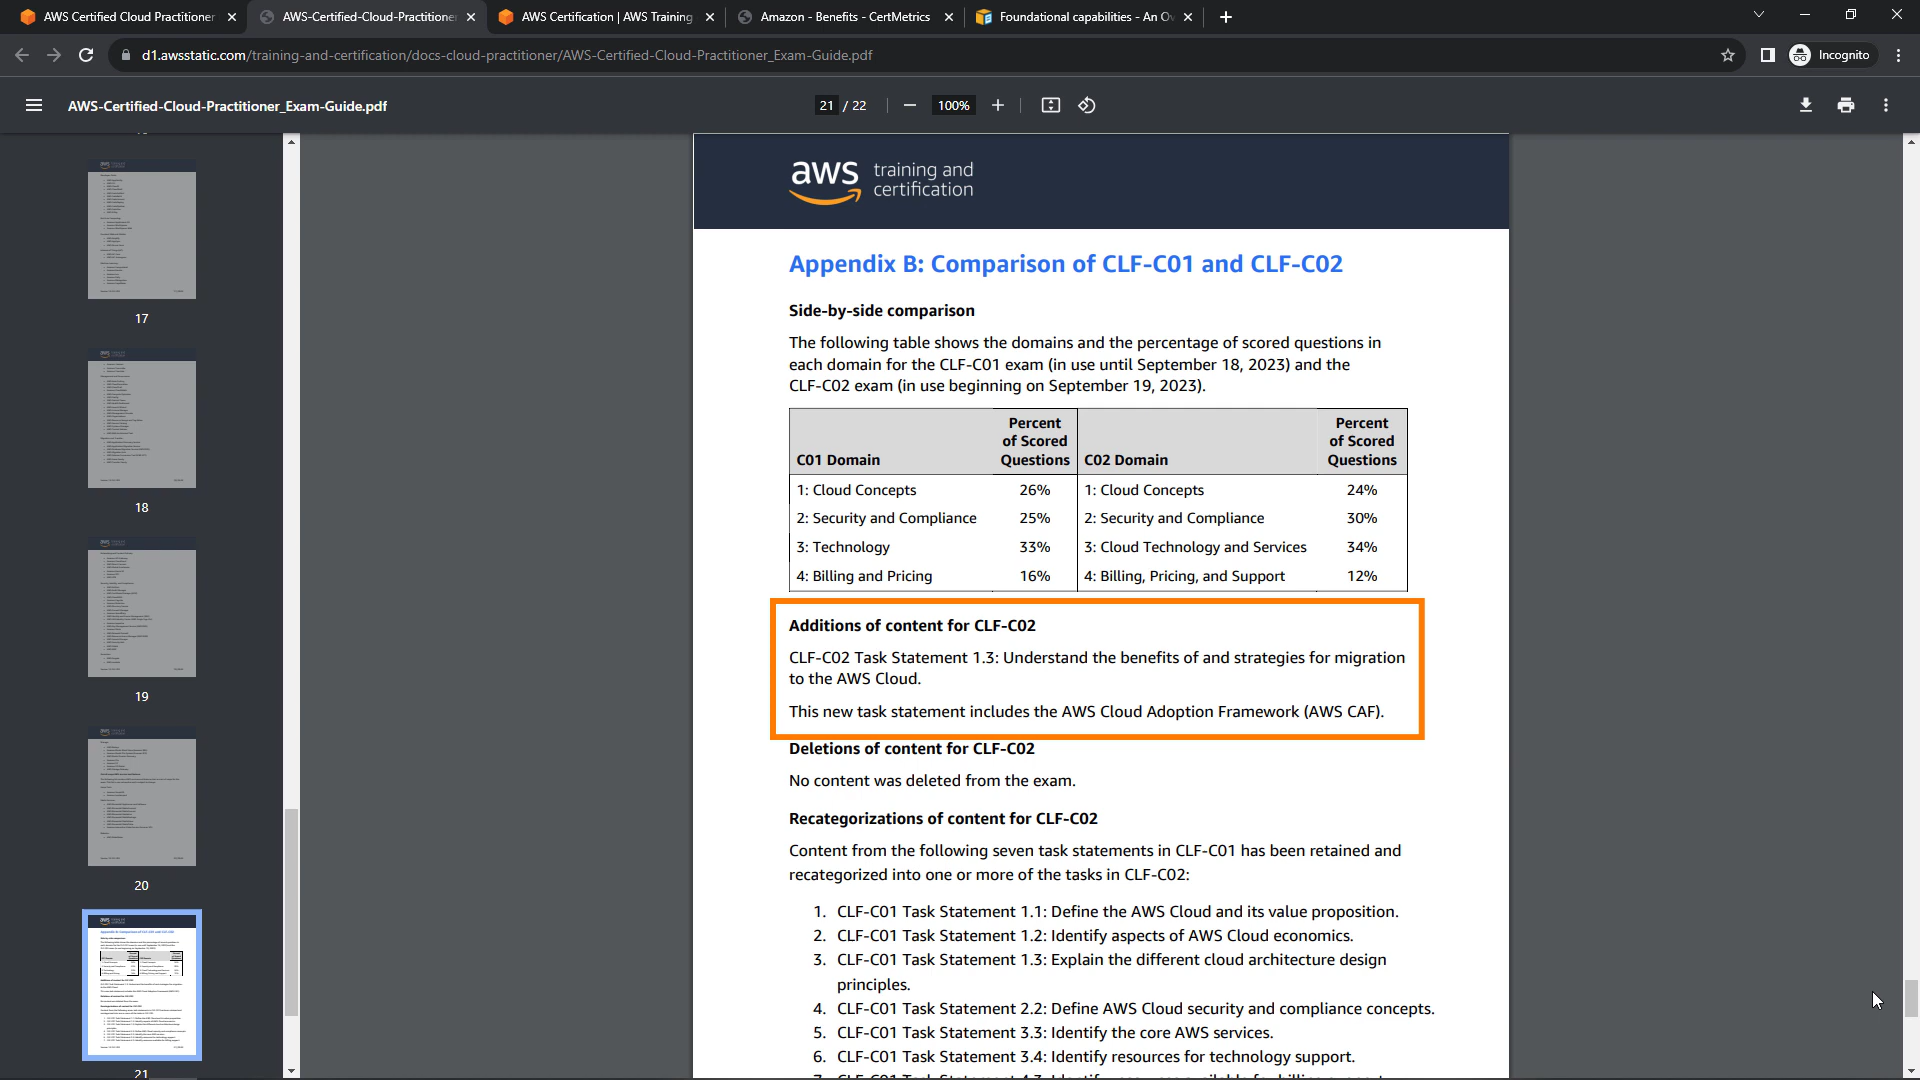 AWS Certified Cloud Practitioner
AWS-Certified-Cloud-Practitioner
AWS Certification | AWS Training
Amazon - Benefits - CertMetrics
Foundational capabilities - An Ov
d1.awsstatic.com/training-and-certification/docs-cloud-practitioner/AWS-Certified-Cloud-Practitioner_Exam-Guide.pdf
Incognito
AWS-Certified-Cloud-Practitioner_Exam-Guide.pdf
21 / 22
100%
17
18
19
20
21
aws training and
certification
Appendix B: Comparison of CLF-C01 and CLF-C02
Side-by-side comparison
The following table shows the domains and the percentage of scored questions in
each domain for the CLF-C01 exam (in use until September 18, 2023) and the
CLF-C02 exam (in use beginning on September 19, 2023).
C01 Domain Percent of Scored Questions C02 Domain Percent of Scored Questions
1: Cloud Concepts 26% 1: Cloud Concepts 24%
2: Security and Compliance 25% 2: Security and Compliance 30%
3: Technology 33% 3: Cloud Technology and Services 34%
4: Billing and Pricing 16% 4: Billing, Pricing, and Support 12%
Additions of content for CLF-C02
CLF-C02 Task Statement 1.3: Understand the benefits of and strategies for migration
to the AWS Cloud.
This new task statement includes the AWS Cloud Adoption Framework (AWS CAF).
Deletions of content for CLF-C02
No content was deleted from the exam.
Recategorizations of content for CLF-C02
Content from the following seven task statements in CLF-C01 has been retained and
recategorized into one or more of the tasks in CLF-C02:
1. CLF-C01 Task Statement 1.1: Define the AWS Cloud and its value proposition.
2. CLF-C01 Task Statement 1.2: Identify aspects of AWS Cloud economics.
3. CLF-C01 Task Statement 1.3: Explain the different cloud architecture design
principles.
4. CLF-C01 Task Statement 2.2: Define AWS Cloud security and compliance concepts.
5. CLF-C01 Task Statement 3.3: Identify the core AWS services.
6. CLF-C01 Task Statement 3.4: Identify resources for technology support.